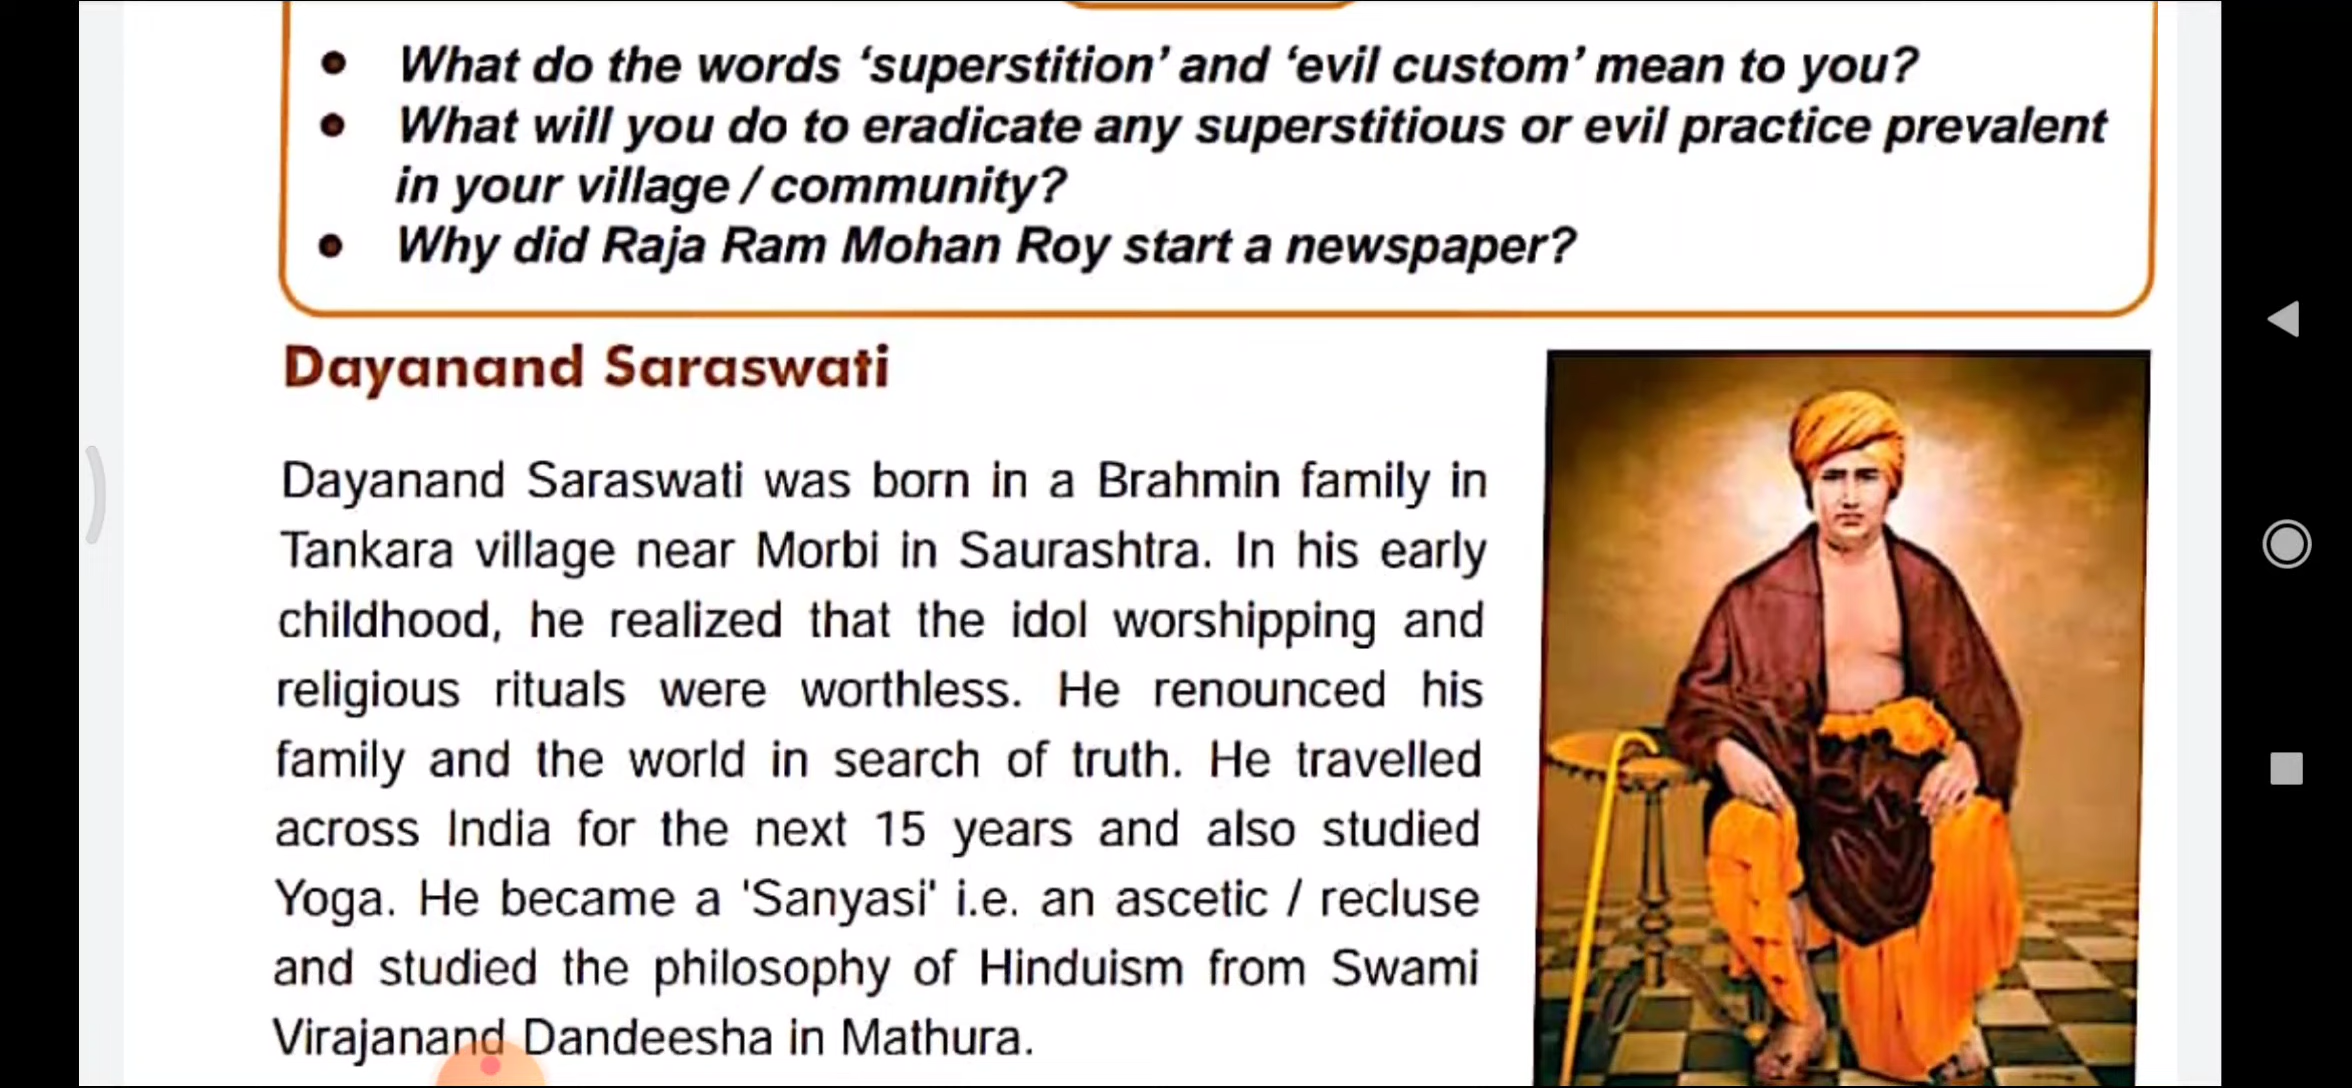 • What do the words ‘superstition’ and ‘evil custom’ mean to you?
• What will you do to eradicate any superstitious or evil practice prevalent
in your village / community?
• Why did Raja Ram Mohan Roy start a newspaper?
Dayanand Saraswati
Dayanand Saraswati was born in a Brahmin family in
Tankara village near Morbi in Saurashtra. In his early
childhood, he realized that the idol worshipping and
religious rituals were worthless. He renounced his
family and the world in search of truth. He travelled
across India for the next 15 years and also studied
Yoga. He became a 'Sanyasi' i.e. an ascetic / recluse
and studied the philosophy of Hinduism from Swami
Virajanand Dandeesha in Mathura.